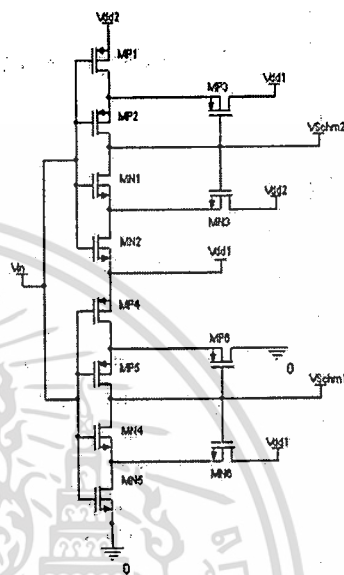 Vdd2
MP1
MP3
Vdd1
MP2
VSchm2
MN1
MN3
Vdd2
MN2
Vdd1
Vin
MP4
MP6
0
MP5
VSchm1
MN4
Vdd1
MN6
MN5
0